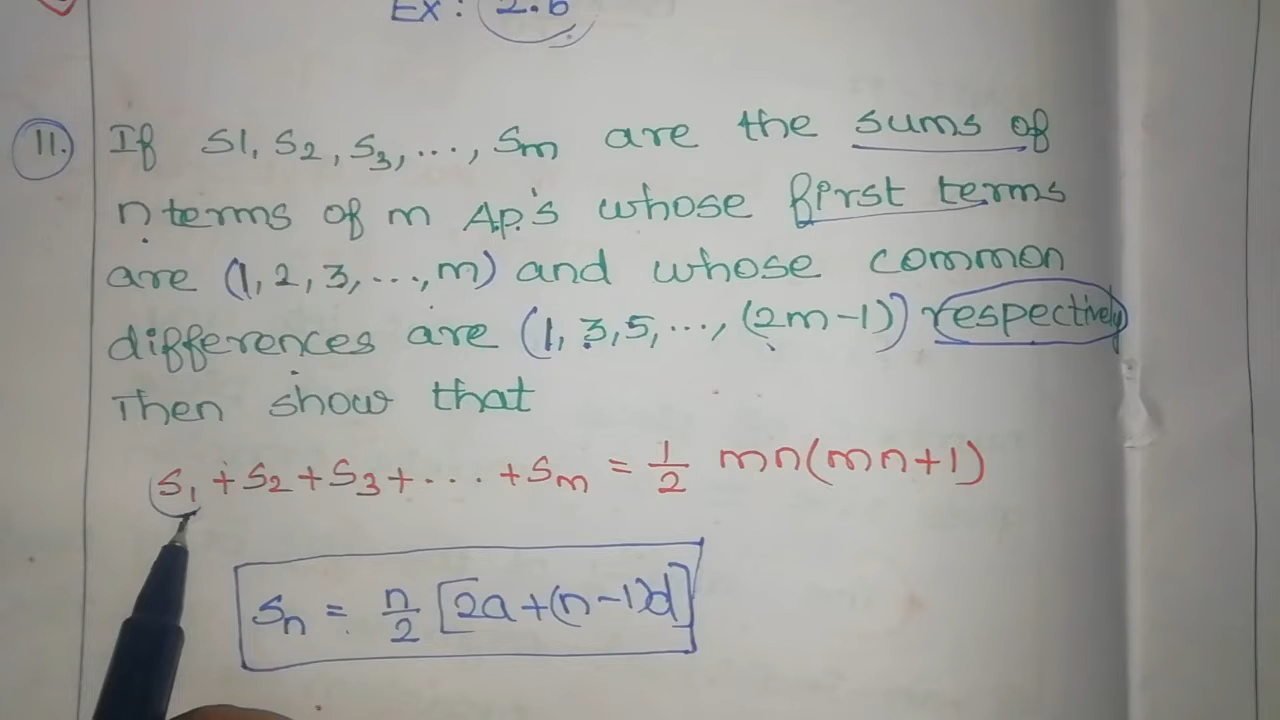 Ex: 2.6
11. If S1, S₂, S₃, ..., Sm are the sums of
n terms of m A.P.'s whose first terms
are (1, 2, 3, ..., m) and whose common
differences are (1, 3, 5, ..., (2m-1)) respectively
Then show that
S₁ + S₂ + S₃ + ... + Sm = 1/2 mn(mn+1)
Sn = n/2 [2a+(n-1)d]